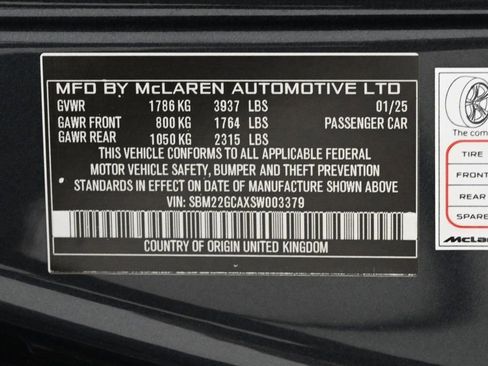 MFD BY McLAREN AUTOMOTIVE LTD
GVWR 1786 KG 3937 LBS 01/25
GAWR FRONT 800 KG 1764 LBS PASSENGER CAR
GAWR REAR 1050 KG 2315 LBS
THIS VEHICLE CONFORMS TO ALL APPLICABLE FEDERAL
MOTOR VEHICLE SAFETY, BUMPER AND THEFT PREVENTION
STANDARDS IN EFFECT ON DATE OF MANUFACTURE SHOWN ABOVE
VIN: SBM22GCAXSW003379
COUNTRY OF ORIGIN UNITED KINGDOM
The com
TIRE
FRONT
REAR
SPARE
McLa